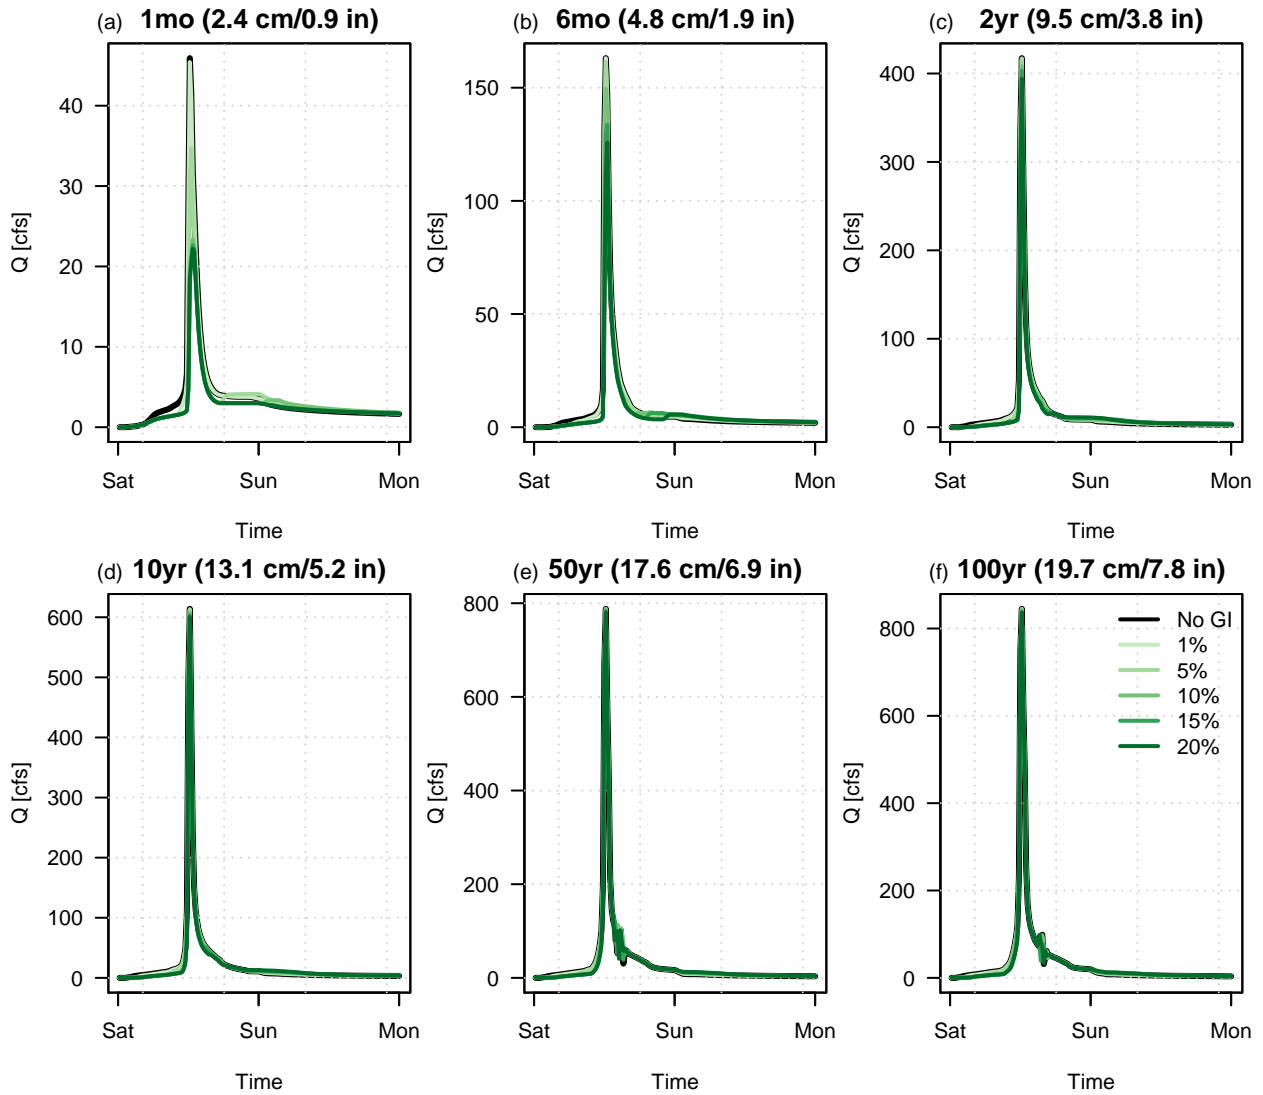 (a) 1mo (2.4 cm/0.9 in)
40
30
20
10
0
Q [cfs]
Sat Sun Mon
Time
(b) 6mo (4.8 cm/1.9 in)
150
100
50
0
Q [cfs]
Sat Sun Mon
Time
(c) 2yr (9.5 cm/3.8 in)
400
300
200
100
0
Q [cfs]
Sat Sun Mon
Time
(d) 10yr (13.1 cm/5.2 in)
600
500
400
300
200
100
0
Q [cfs]
Sat Sun Mon
Time
(e) 50yr (17.6 cm/6.9 in)
800
600
400
200
0
Q [cfs]
Sat Sun Mon
Time
(f) 100yr (19.7 cm/7.8 in)
800
600
400
200
0
Q [cfs]
No GI
1%
5%
10%
15%
20%
Sat Sun Mon
Time